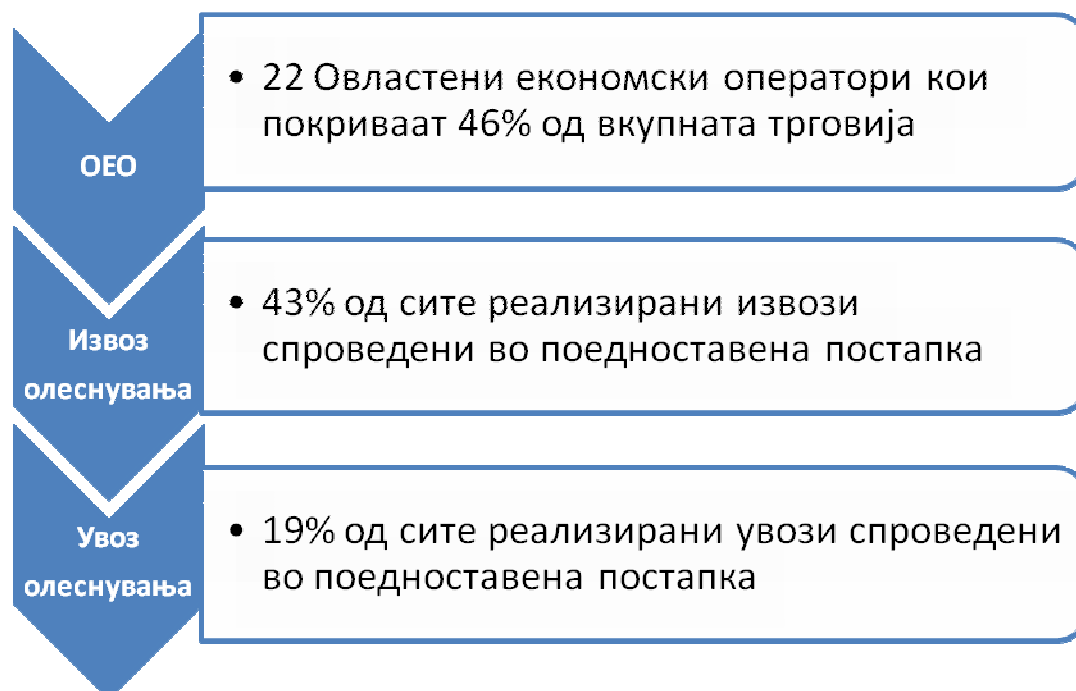 ОЕО
• 22 Овластени економски оператори кои
покриваат 46% од вкупната трговија
Извоз
олеснувања
• 43% од сите реализирани извози
спроведени во поедноставена постапка
Увоз
олеснувања
• 19% од сите реализирани увози спроведени
во поедноставена постапка